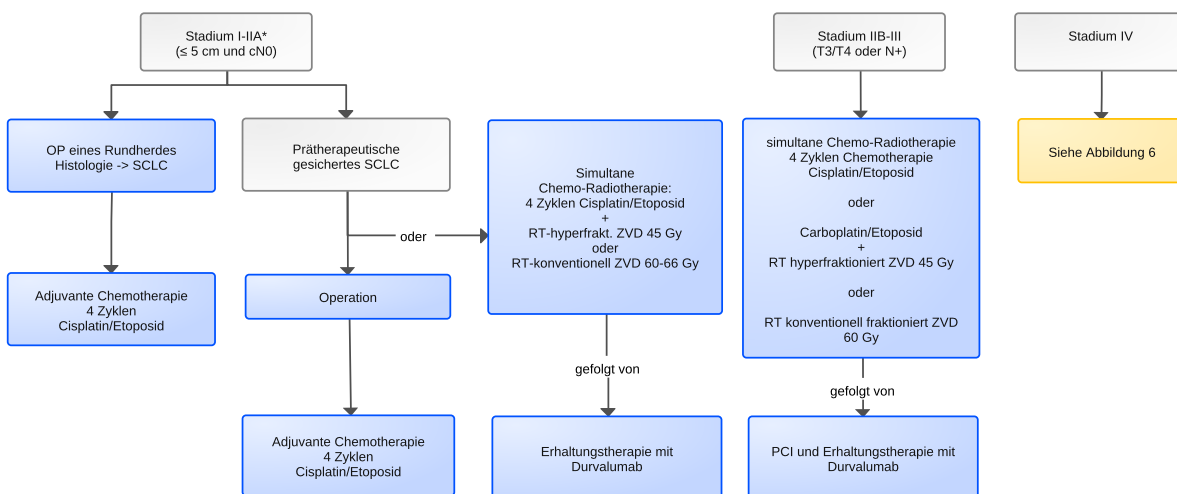 Stadium I-IIA*
(≤ 5 cm und cN0)
Stadium IIB-III
(T3/T4 oder N+)
Stadium IV
OP eines Rundherdes
Histologie -> SCLC
Prätherapeutische
gesichertes SCLC
Simultane
Chemo-Radiotherapie:
4 Zyklen Cisplatin/Etoposid
+
RT-hyperfrakt. ZVD 45 Gy
oder
RT-konventionell ZVD 60-66 Gy
simultane Chemo-Radiotherapie
4 Zyklen Chemotherapie
Cisplatin/Etoposid
oder
Carboplatin/Etoposid
+
RT hyperfraktioniert ZVD 45 Gy
oder
RT konventionell fraktioniert ZVD
60 Gy
Siehe Abbildung 6
oder
Adjuvante Chemotherapie
4 Zyklen
Cisplatin/Etoposid
Operation
gefolgt von
gefolgt von
Adjuvante Chemotherapie
4 Zyklen
Cisplatin/Etoposid
Erhaltungstherapie mit
Durvalumab
PCI und Erhaltungstherapie mit
Durvalumab